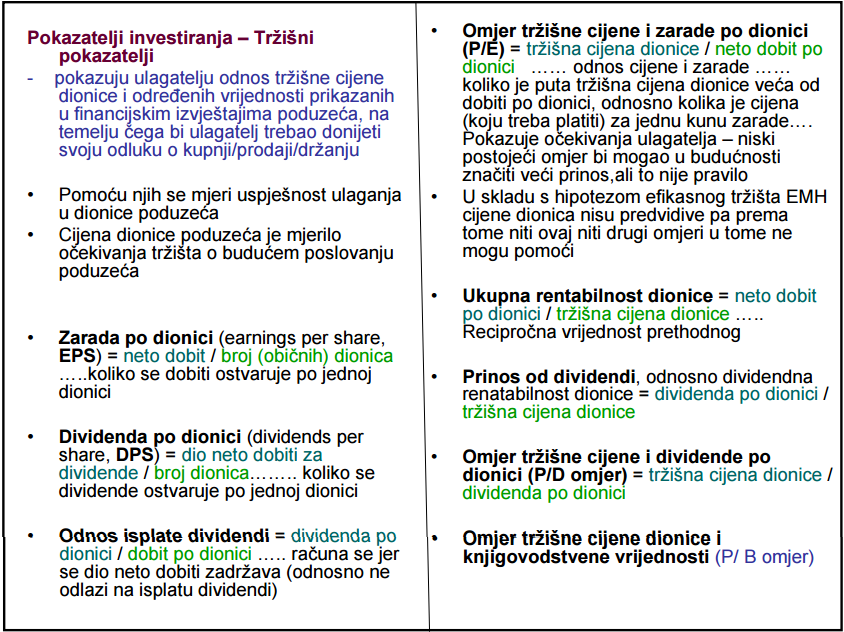 Pokazatelji investiranja – Tržišni
pokazatelji
- pokazuju ulagatelju odnos tržišne cijene
dionice i određenih vrijednosti prikazanih
u financijskim izvještajima poduzeća, na
temelju čega bi ulagatelj trebao donijeti
svoju odluku o kupnji/prodaji/držanju
• Pomoću njih se mjeri uspješnost ulaganja
u dionice poduzeća
• Cijena dionice poduzeća je mjerilo
očekivanja tržišta o budućem poslovanju
poduzeća
• Zarada po dionici (earnings per share,
EPS) = neto dobit / broj (običnih) dionica
…..koliko se dobiti ostvaruje po jednoj
dionici
• Dividenda po dionici (dividends per
share, DPS) = dio neto dobiti za
dividende / broj dionica…….. koliko se
dividende ostvaruje po jednoj dionici
• Odnos isplate dividendi = dividenda po
dionici / dobit po dionici ….. računa se jer
se dio neto dobiti zadržava (odnosno ne
odlazi na isplatu dividendi)
• Omjer tržišne cijene i zarade po dionici
(P/E) = tržišna cijena dionice / neto dobit po
dionici …… odnos cijene i zarade ……
koliko je puta tržišna cijena dionice veća od
dobiti po dionici, odnosno kolika je cijena
(koju treba platiti) za jednu kunu zarade….
Pokazuje očekivanja ulagatelja – niski
postojeći omjer bi mogao u budućnosti
značiti veći prinos,ali to nije pravilo
• U skladu s hipotezom efikasnog tržišta EMH
cijene dionica nisu predvidive pa prema
tome niti ovaj niti drugi omjeri u tome ne
mogu pomoći
• Ukupna rentabilnost dionice = neto dobit
po dionici / tržišna cijena dionice …..
Recipročna vrijednost prethodnog
• Prinos od dividendi, odnosno dividendna
renatabilnost dionice = dividenda po dionici /
tržišna cijena dionice
• Omjer tržišne cijene i dividende po
dionici (P/D omjer) = tržišna cijena dionice /
dividenda po dionici
• Omjer tržišne cijene dionice i
knjigovodstvene vrijednosti (P/ B omjer)